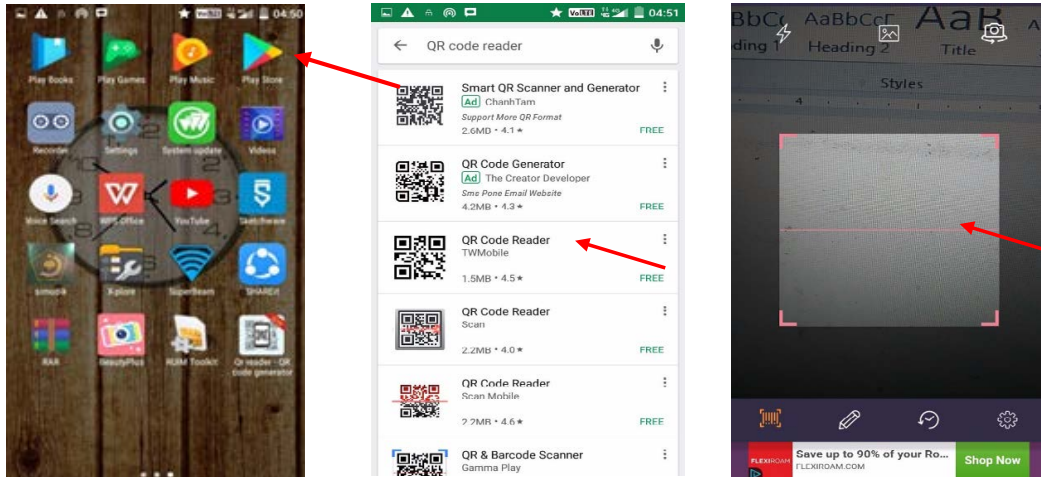 04:50
Play Books Play Games Play Music Play Store
Recorder Settings System update Videos
Voice Search WPS Office YouTube Sketchware
Xplore SuperBeam SHAREit
RAR BeautyPlus RUIM Toolkit Qr reader - QR code generator
04:51
QR code reader
Smart QR Scanner and Generator
Ad ChanhTam
Support More QR Format
2.6MB • 4.1 ★ FREE
QR Code Generator
Ad The Creator Developer
Sms Pone Email Website
4.2MB • 4.3 ★ FREE
QR Code Reader
TWMobile
1.5MB • 4.5 ★ FREE
QR Code Reader
Scan
2.2MB • 4.0 ★ FREE
QR Code Reader
Scan Mobile
2.2MB • 4.6 ★ FREE
QR & Barcode Scanner
Gamma Play
AaBbCc
Heading 2 Title
Styles
FLEXIROAM
Save up to 90% of your Ro...
FLEXIROAM.COM
Shop Now